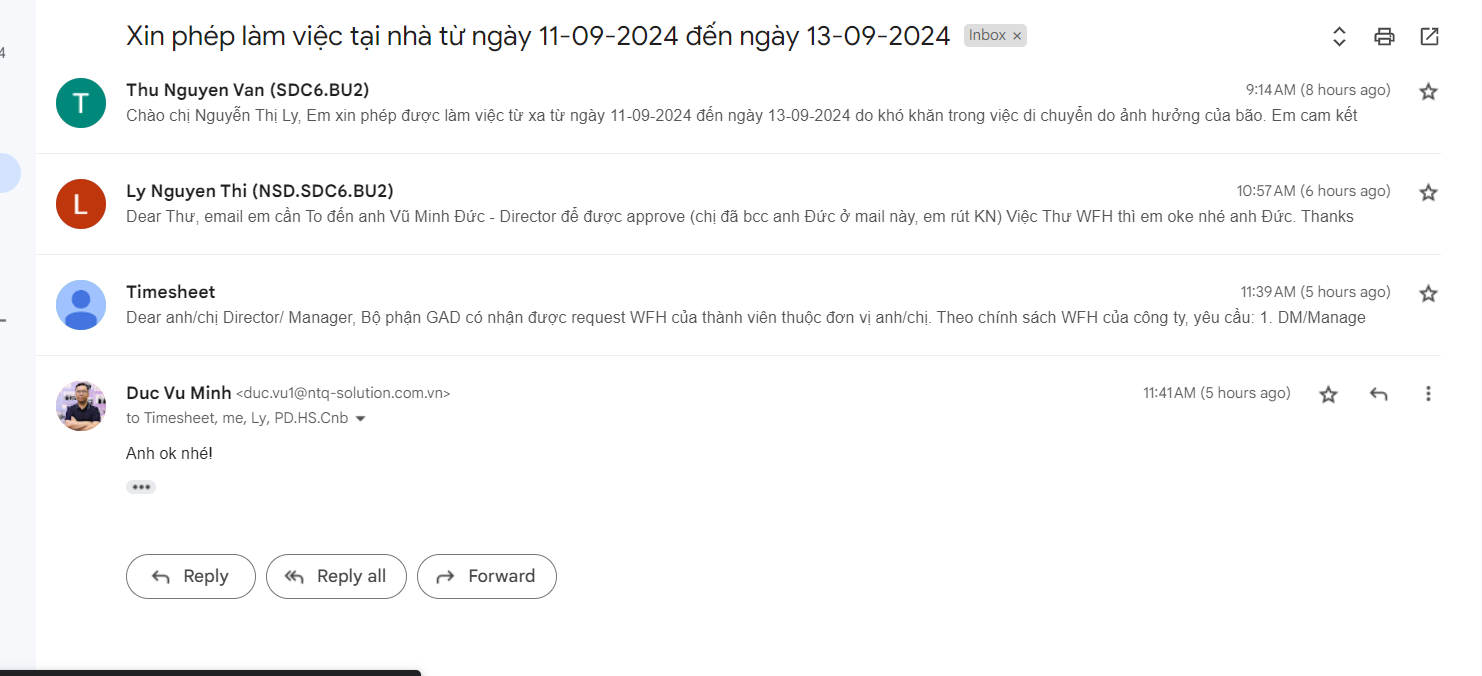 Xin phép làm việc tại nhà từ ngày 11-09-2024 đến ngày 13-09-2024 Inbox ×
4
T
Thu Nguyen Van (SDC6.BU2) 9:14 AM (8 hours ago)
Chào chị Nguyễn Thị Ly, Em xin phép được làm việc từ xa từ ngày 11-09-2024 đến ngày 13-09-2024 do khó khăn trong việc di chuyển do ảnh hưởng của bão. Em cam kết
L
Ly Nguyen Thi (NSD.SDC6.BU2) 10:57 AM (6 hours ago)
Dear Thư, email em cần To đến anh Vũ Minh Đức - Director để được approve (chị đã bcc anh Đức ở mail này, em rút KN) Việc Thư WFH thì em oke nhé anh Đức. Thanks
Timesheet 11:39 AM (5 hours ago)
Dear anh/chị Director/ Manager, Bộ phận GAD có nhận được request WFH của thành viên thuộc đơn vị anh/chị. Theo chính sách WFH của công ty, yêu cầu: 1. DM/Manage
Duc Vu Minh <duc.vu1@ntq-solution.com.vn> 11:41 AM (5 hours ago)
to Timesheet, me, Ly, PD.HS.Cnb
Anh ok nhé!
Reply Reply all Forward